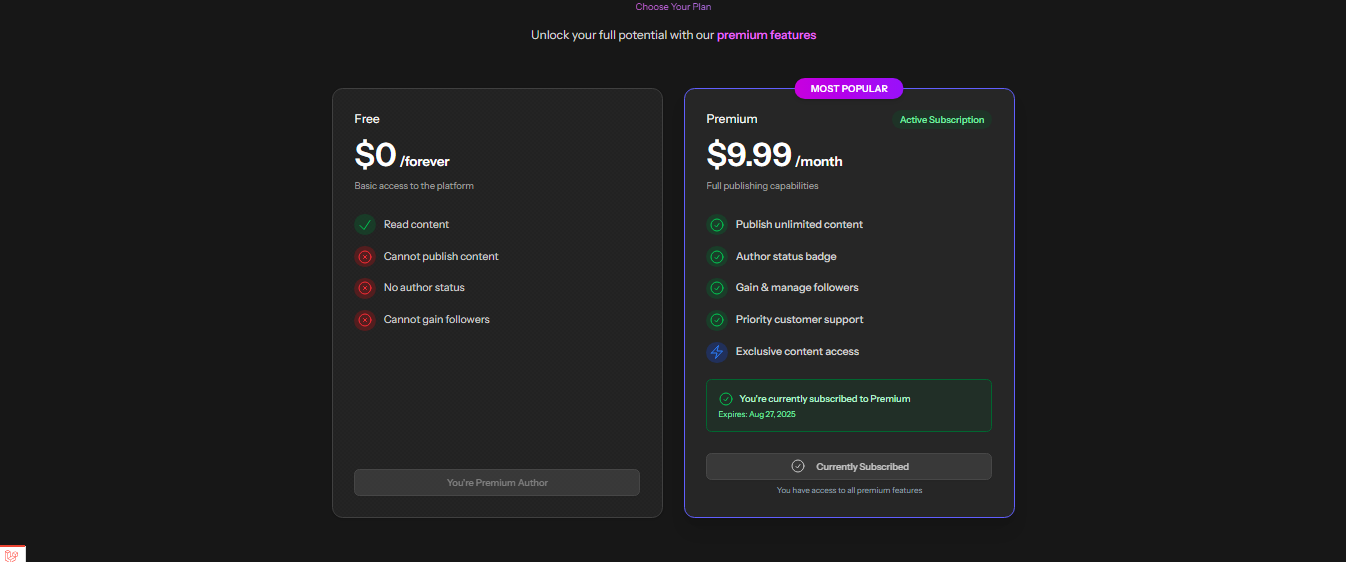 Choose Your Plan
Unlock your full potential with our premium features
Free
$0 /forever
Basic access to the platform
Read content
Cannot publish content
No author status
Cannot gain followers
You're Premium Author
MOST POPULAR
Premium
Active Subscription
$9.99 /month
Full publishing capabilities
Publish unlimited content
Author status badge
Gain & manage followers
Priority customer support
Exclusive content access
You're currently subscribed to Premium
Expires: Aug 27, 2025
Currently Subscribed
You have access to all premium features